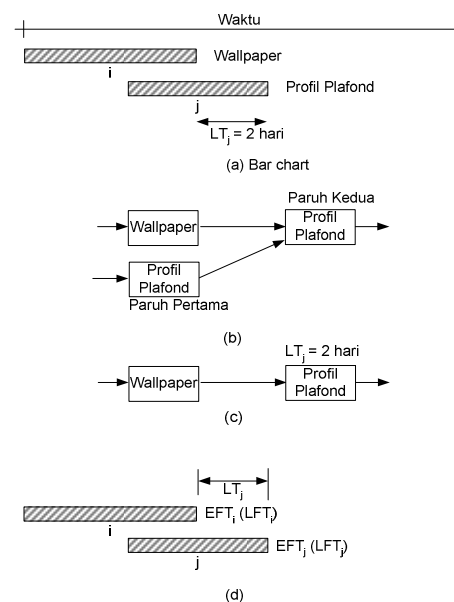 Waktu
Wallpaper
i
Profil Plafond
j
LTj = 2 hari
(a) Bar chart
Paruh Kedua
Wallpaper
Profil
Plafond
Profil
Plafond
Paruh Pertama
(b)
LTj = 2 hari
Wallpaper
Profil
Plafond
(c)
LTj
EFTi (LFTi)
i
EFTj (LFTj)
j
(d)